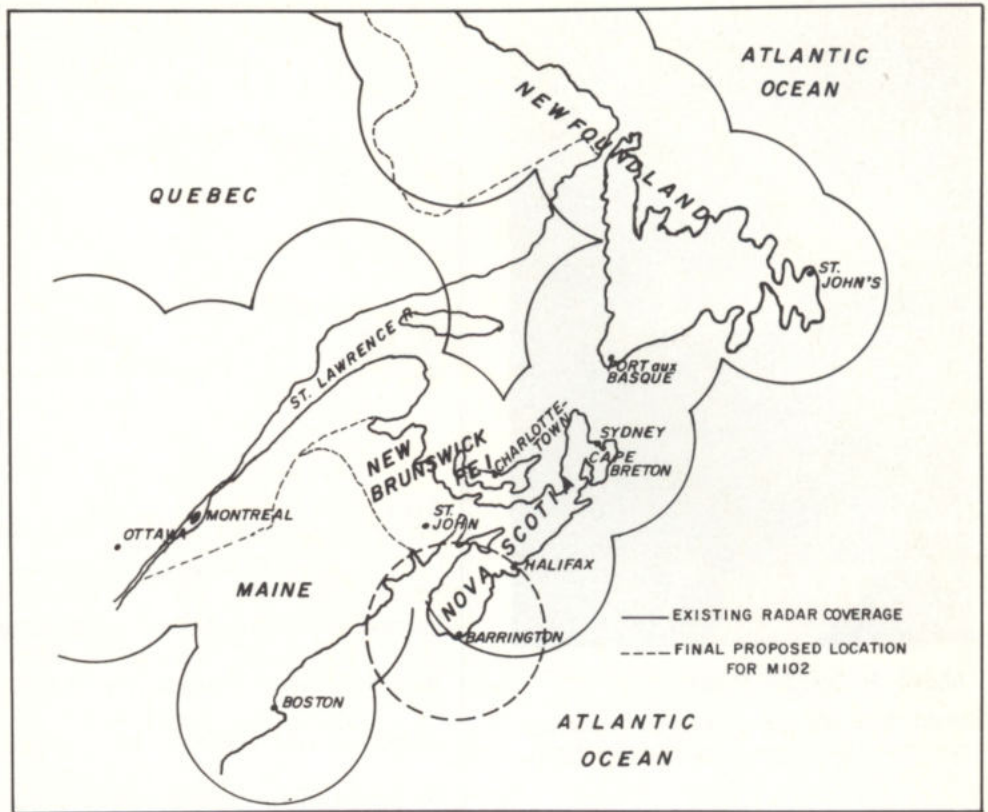 ATLANTIC
OCEAN
NEWFOUNDLAND
QUEBEC
ST.
JOHN'S
ST. LAWRENCE R.
PORT aux
BASQUE
CHARLOTTE-
TOWN
SYDNEY
CAPE
BRETON
NEW
BRUNSWICK
PEI
ST.
JOHN
NOVA SCOTIA
MONTREAL
OTTAWA
HALIFAX
MAINE
BARRINGTON
EXISTING RADAR COVERAGE
FINAL PROPOSED LOCATION
FOR M102
BOSTON
ATLANTIC
OCEAN